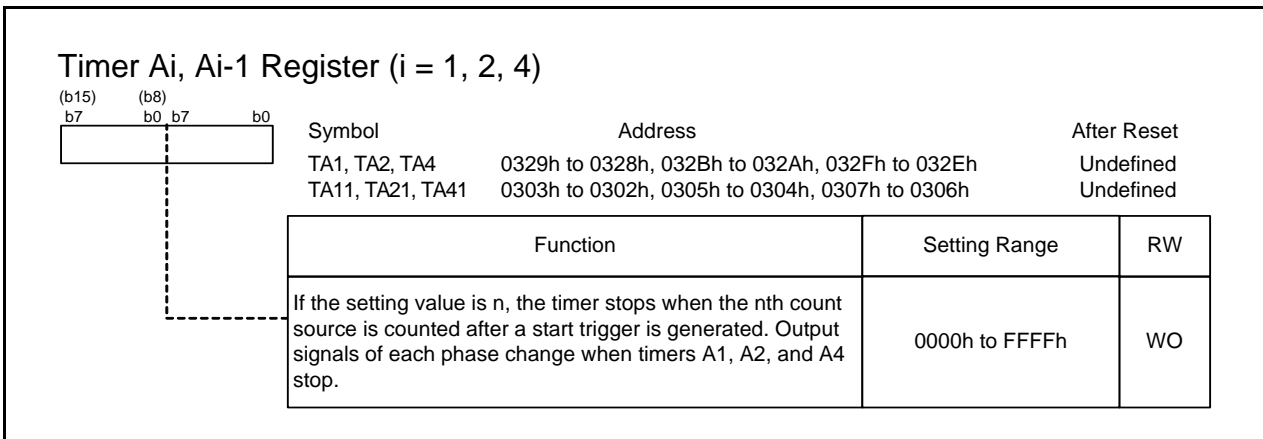 Timer Ai, Ai-1 Register (i = 1, 2, 4)
(b15) (b8)
b7 b0 b7 b0
Symbol Address After Reset
TA1, TA2, TA4 0329h to 0328h, 032Bh to 032Ah, 032Fh to 032Eh Undefined
TA11, TA21, TA41 0303h to 0302h, 0305h to 0304h, 0307h to 0306h Undefined
Function Setting Range RW
If the setting value is n, the timer stops when the nth count
source is counted after a start trigger is generated. Output
signals of each phase change when timers A1, A2, and A4
stop.
0000h to FFFFh WO